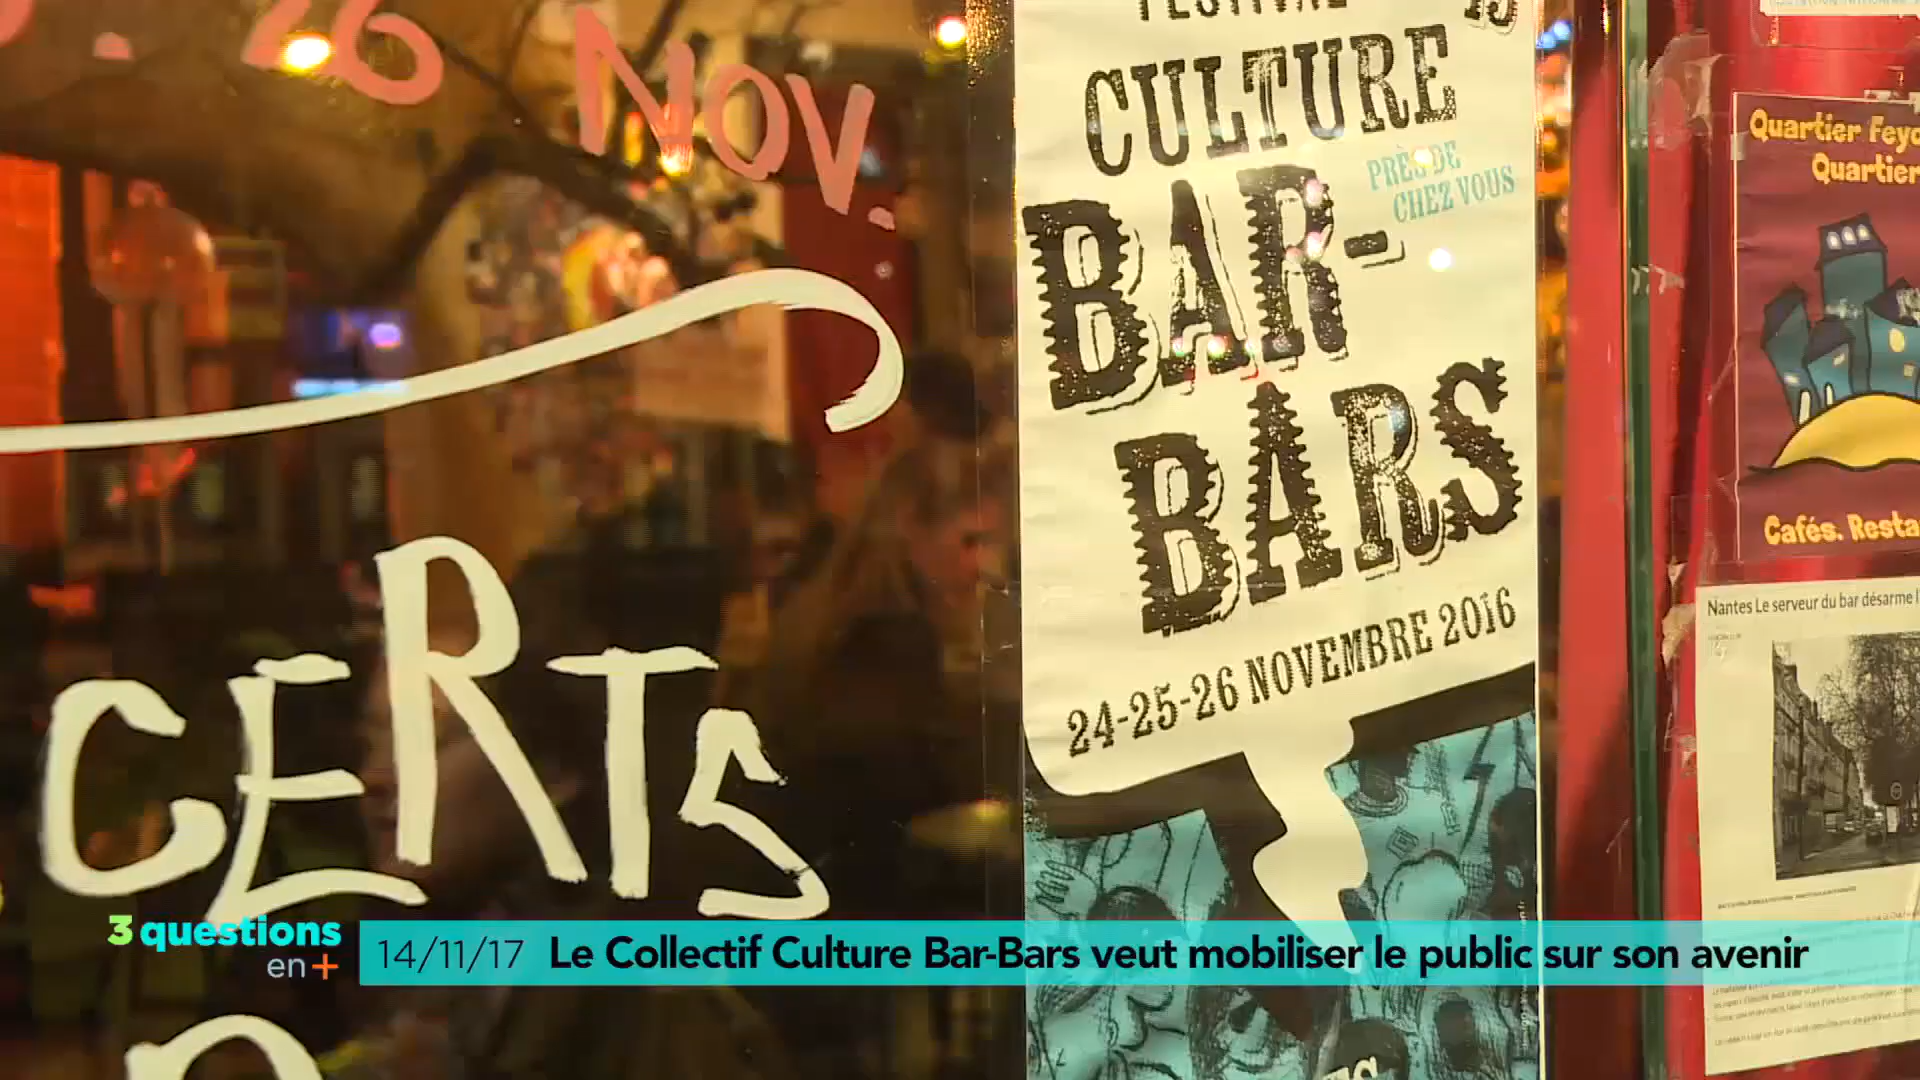 26 NOV.
CERTS
FESTIVAL
15
CULTURE
BAR-
BARS
PRÈS DE
CHEZ VOUS
24-25-26 NOVEMBRE 2016
Quartier Feyd
Quartier
Cafés. Resta
Nantes Le serveur du bar désarme l
3 questions
en +
14/11/17 Le Collectif Culture Bar-Bars veut mobiliser le public sur son avenir